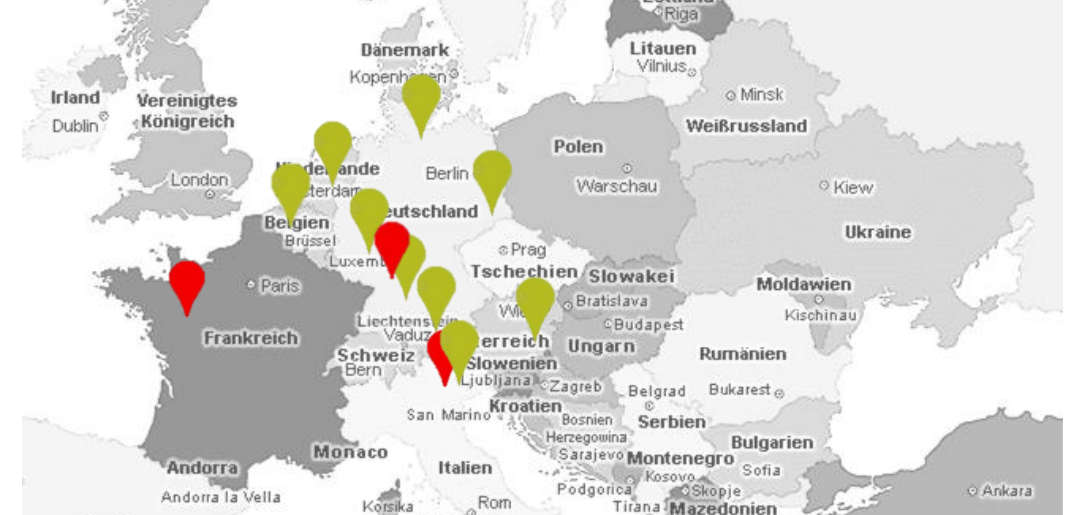 Riga
Dänemark
Litauen
Vilnius
Irland
Vereinigtes
Königreich
Minsk
Dublin
Weißrussland
Polen
London
Berlin
Warschau
Kiew
Belgien
Ukraine
Brüssel
Prag
Tschechien
Slowakei
Moldawien
Paris
Bratislava
Kischinau
Liechtenstein
Budapest
Vaduz
Frankreich
Ungarn
Rumänien
Schweiz
Slowenien
Bern
Ljubljana
Zagreb
Belgrad
Bukarest
San Marino
Kroatien
Bosnien
Herzegowina
Serbien
Bulgarien
Monaco
Sarajevo
Montenegro
Andorra
Italien
Kosovo
Sofia
Andorra la Vella
Podgorica
Skopje
Ankara
Korsika
Rom
Tirana
Mazedonien